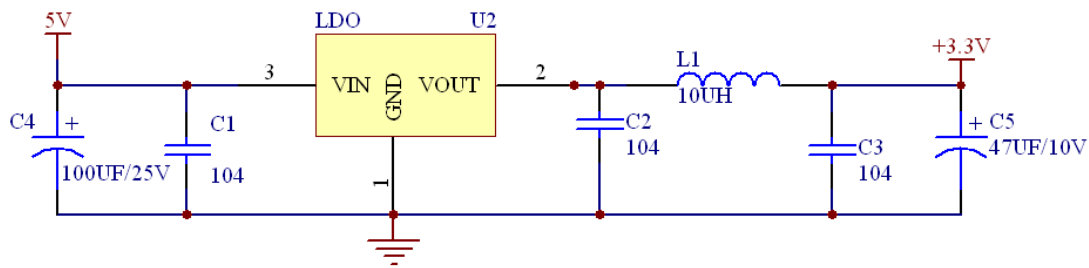 5V
LDO
U2
+3.3V
3
VIN
GND
VOUT
2
L1
10UH
C4
+
100UF/25V
C1
104
1
C2
104
C3
104
+
C5
47UF/10V